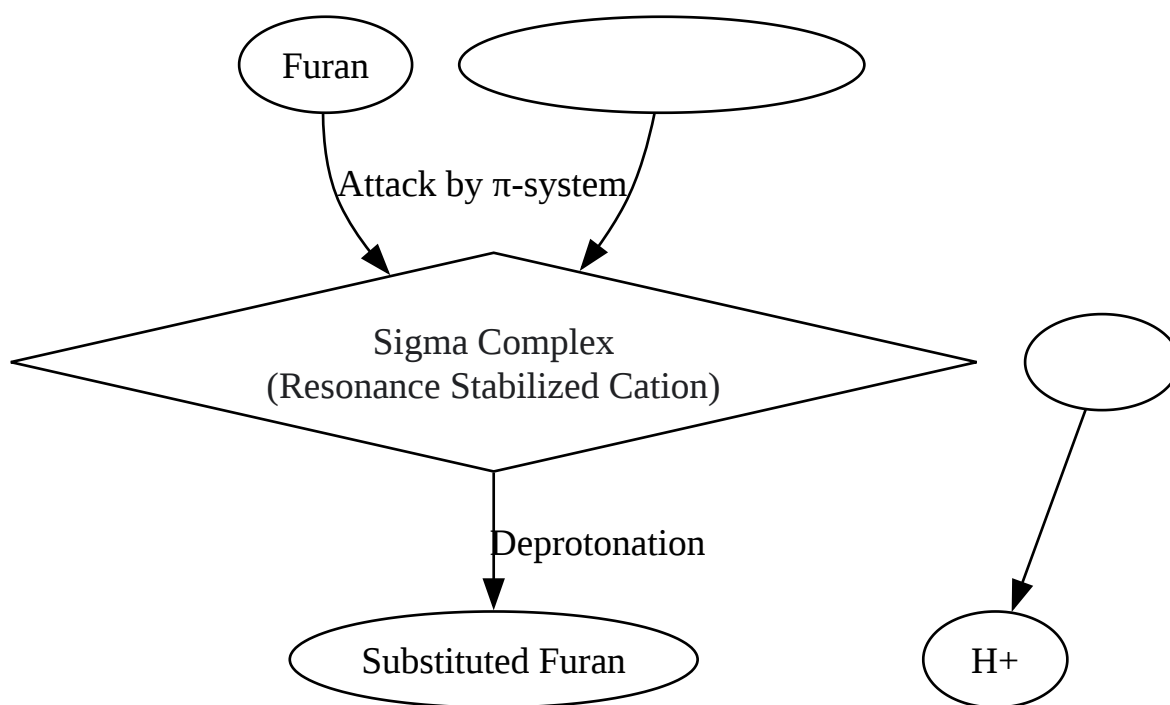 Furan
Attack by π-system
Sigma Complex
(Resonance Stabilized Cation)
Deprotonation
Substituted Furan
H+